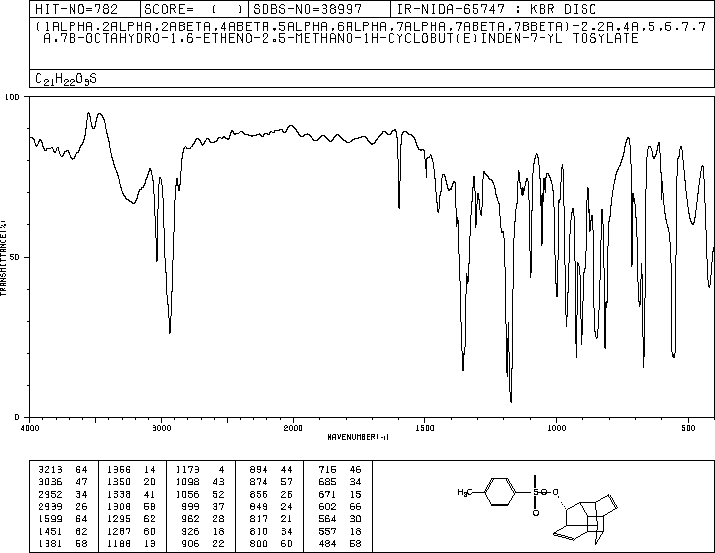 HIT-NO=782 SCORE= ( ) SDBS-NO=38997 IR-NIDA-65747 : KBR DISC
(1ALPHA,2ALPHA,2ABETA,4ABETA,5ALPHA,6ALPHA,7ALPHA,7ABETA,7BBETA)-2,2A,4A,5,6,7,7
A,7B-OCTAHYDRO-1,6-ETHENO-2,5-METHANO-1H-CYCLOBUT(E)INDEN-7-YL TOSYLATE
C21H22O3S
100
50
0
TRANSMITTANCE(%)
4000 3000 2000 1500 1000 500
WAVENUMBER(-1)
3213 64 1366 14 1173 4 894 44 716 46
3036 47 1350 20 1098 43 874 57 685 34
2952 34 1338 41 1056 52 856 26 671 15
2939 26 1308 58 999 37 849 24 602 66
1599 64 1295 62 962 28 817 21 564 30
1451 62 1287 60 926 18 810 34 557 18
1381 68 1188 13 906 22 800 60 484 58
H3C
O
S O
O